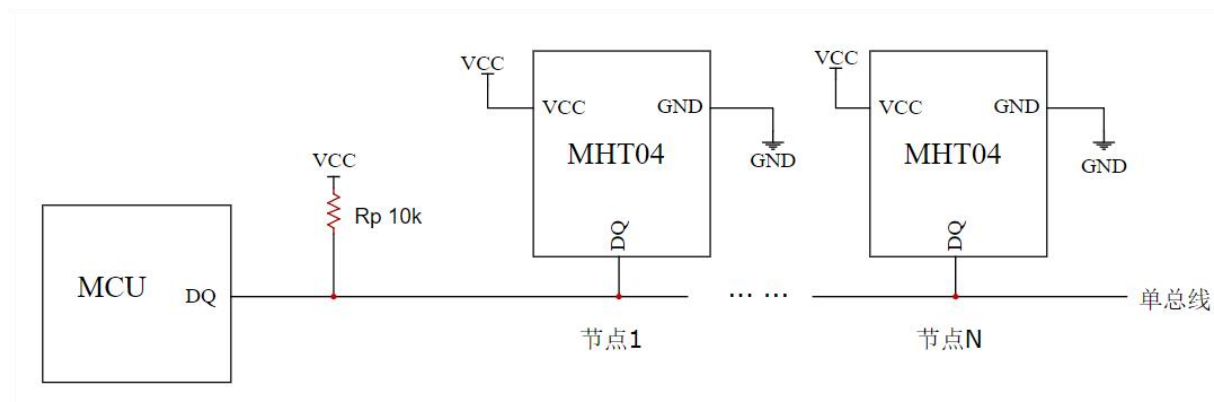 VCC
VCC
VCC
GND
VCC
GND
MHT04
MHT04
GND
GND
VCC
Rp 10k
DQ
DQ
MCU
DQ
... ...
单总线
节点1
节点N